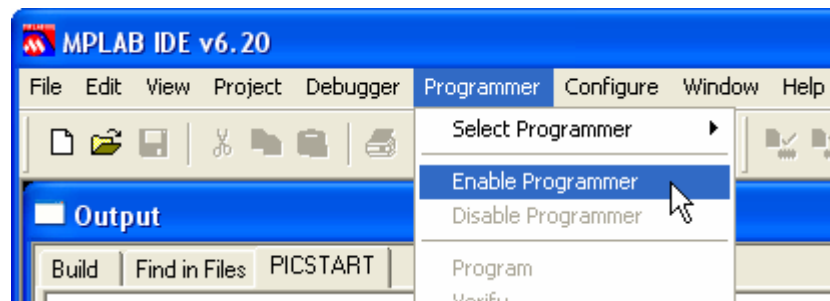 MPLAB IDE v6.20
File Edit View Project Debugger Programmer Configure Window Help
Select Programmer
Enable Programmer
Output
Disable Programmer
Build Find in Files PICSTART
Program
Verify